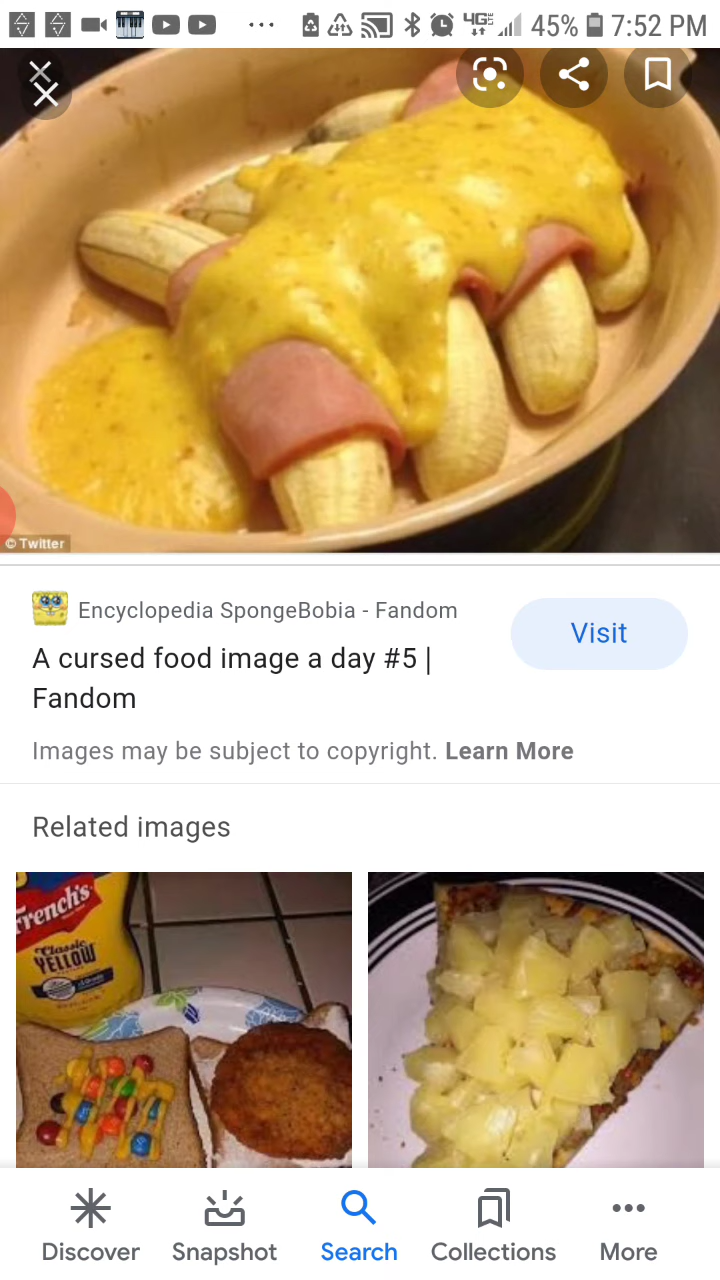 4GE 45% 7:52 PM
© Twitter
Encyclopedia SpongeBobia - Fandom
Visit
A cursed food image a day #5 |
Fandom
Images may be subject to copyright. Learn More
Related images
French's
Classic
YELLOW
Discover Snapshot Search Collections More